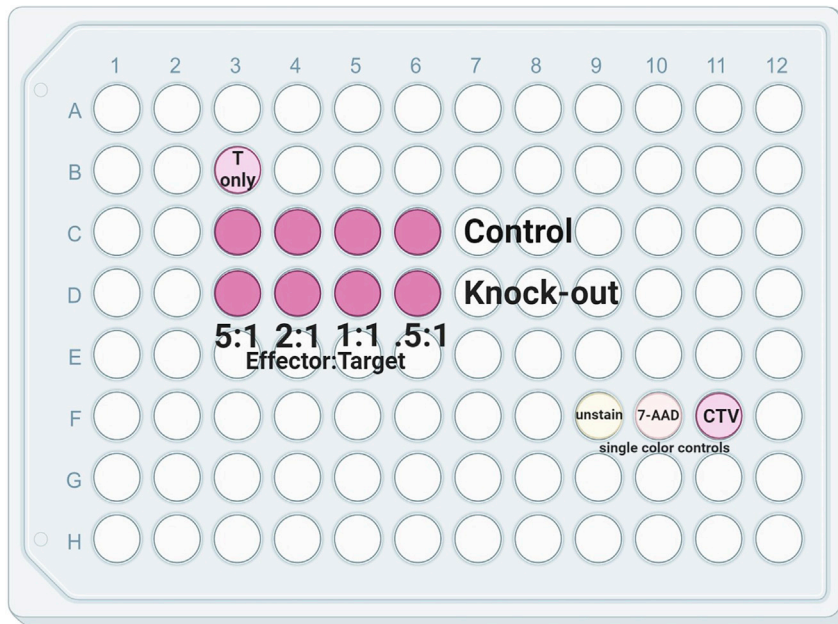 1 2 3 4 5 6 7 8 9 10 11 12
A
B T only
C Control
D Knock-out
5:1 2:1 1:1 .5:1
E Effector:Target
F unstain 7-AAD CTV
single color controls
G
H